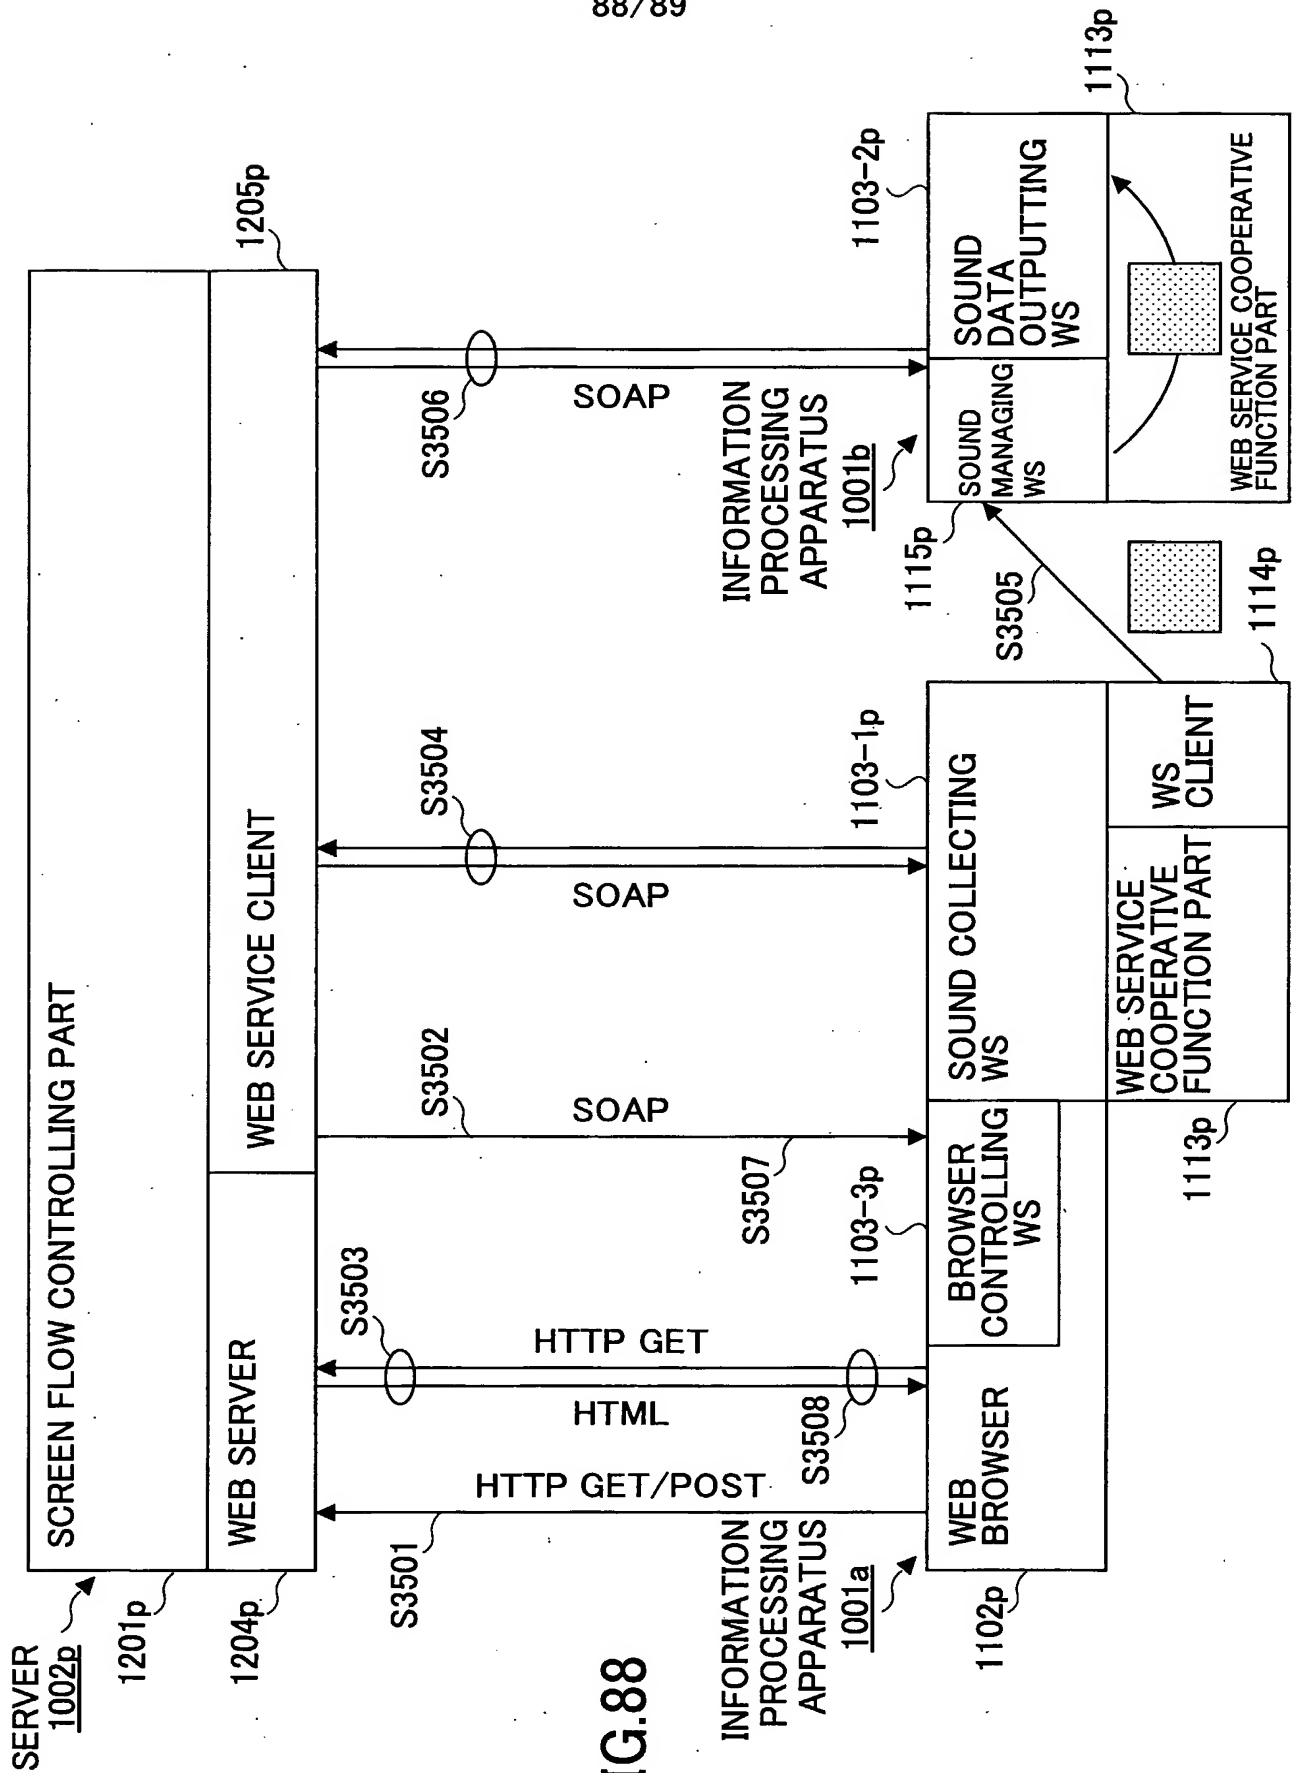 88/89
SERVER
1002p
1201p
1204p
SCREEN FLOW CONTROLLING PART
WEB SERVER
WEB SERVICE CLIENT
1205p
S3501
HTTP GET/POST
S3503
HTTP GET
HTML
S3508
S3502
SOAP
S3507
S3504
SOAP
S3506
SOAP
INFORMATION
PROCESSING
APPARATUS
1001a
1102p
WEB
BROWSER
1103-3p
BROWSER
CONTROLLING
WS
1103-1p
SOUND COLLECTING
WS
1113p
WEB SERVICE
COOPERATIVE
FUNCTION PART
WS
CLIENT
1114p
S3505
INFORMATION
PROCESSING
APPARATUS
1001b
1115p
SOUND
MANAGING
WS
1103-2p
SOUND
DATA
OUTPUTTING
WS
WEB SERVICE COOPERATIVE
FUNCTION PART
1113p
IG.88